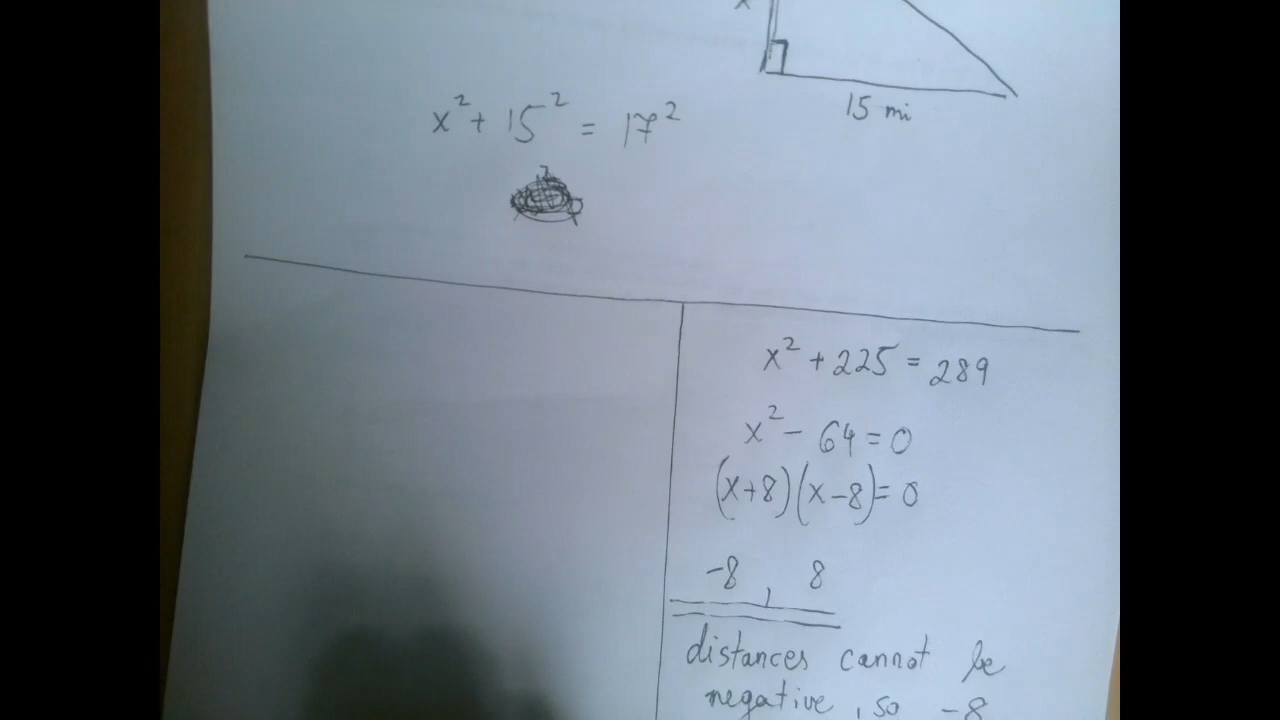 x
15 mi
x² + 15² = 17²
x² + 225 = 289
x² - 64 = 0
(x+8)(x-8) = 0
-8 , 8
distances cannot be
negative, so -8